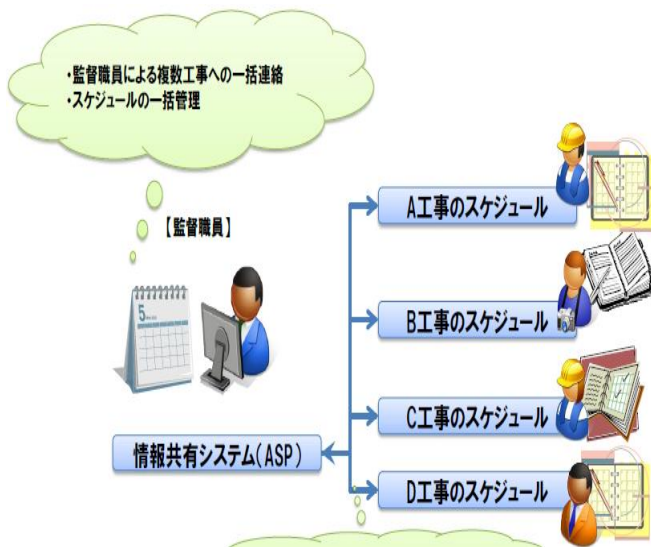 ・監督職員による複数工事への一括連絡
・スケジュールの一括管理
【監督職員】
5
A工事のスケジュール
B工事のスケジュール
C工事のスケジュール
情報共有システム(ASP)
D工事のスケジュール